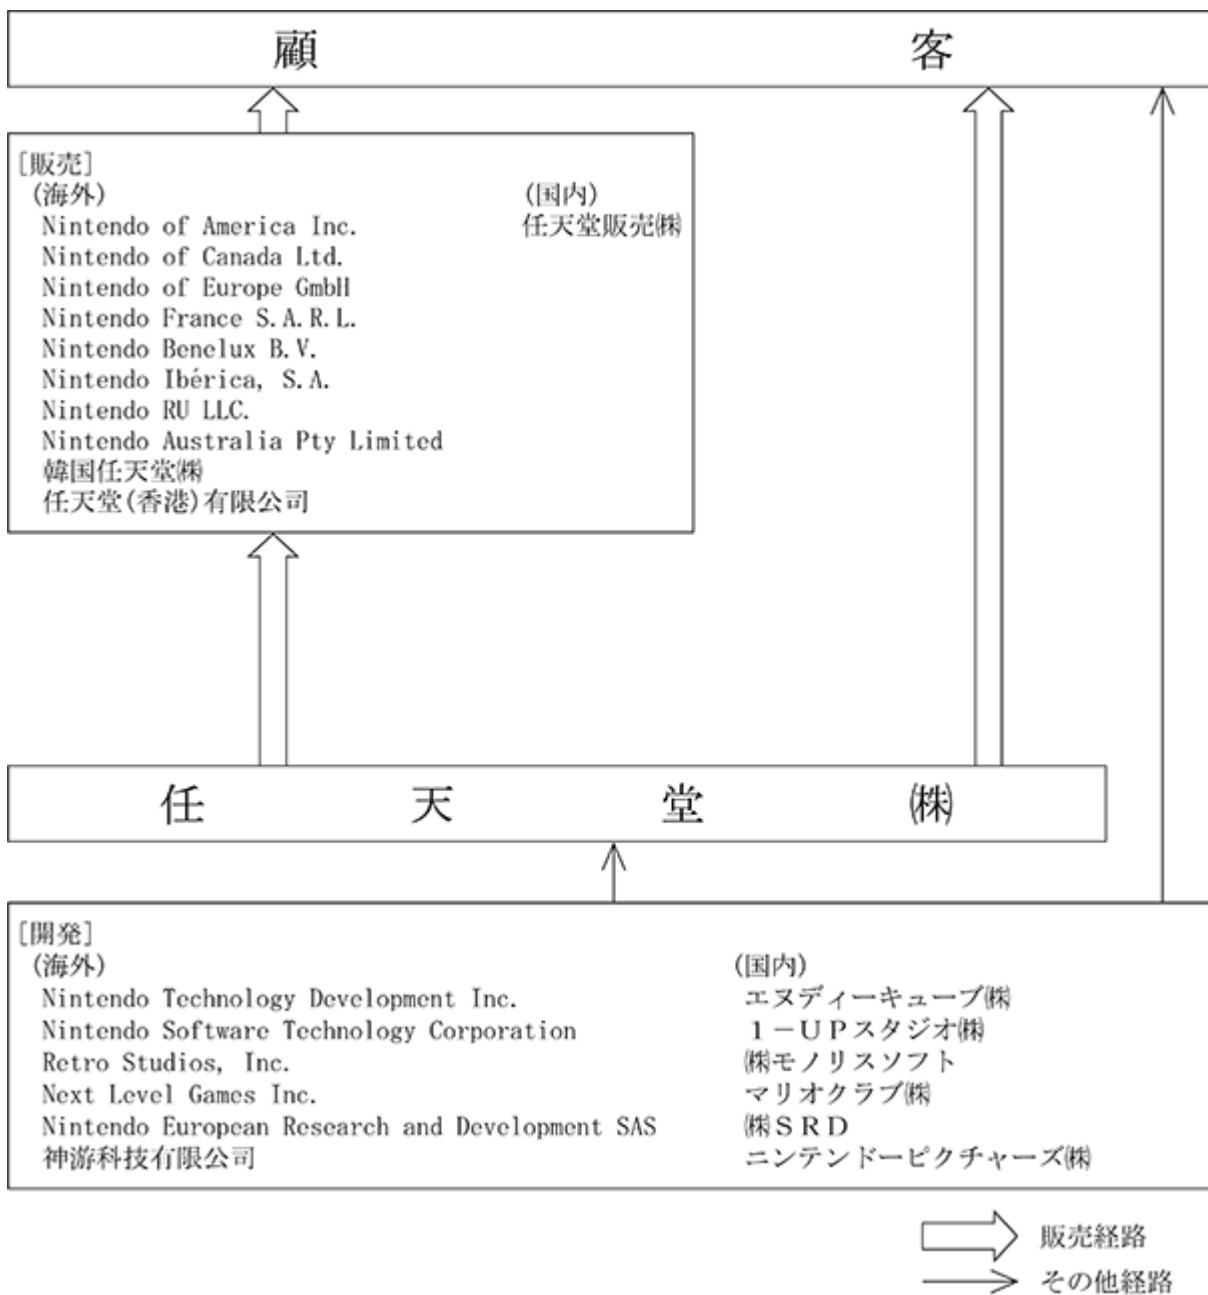 顧客
[販売]
(海外) (国内)
Nintendo of America Inc. 任天堂販売㈱
Nintendo of Canada Ltd.
Nintendo of Europe GmbH
Nintendo France S.A.R.L.
Nintendo Benelux B.V.
Nintendo Ibérica, S.A.
Nintendo RU LLC.
Nintendo Australia Pty Limited
韓国任天堂㈱
任天堂(香港)有限公司
任天堂㈱
[開発]
(海外) (国内)
Nintendo Technology Development Inc. エヌディーキューブ㈱
Nintendo Software Technology Corporation 1－UPスタジオ㈱
Retro Studios, Inc. ㈱モノリスソフト
Next Level Games Inc. マリオクラブ㈱
Nintendo European Research and Development SAS ㈱SRD
神游科技有限公司 ニンテンドーピクチャーズ㈱
販売経路
その他経路